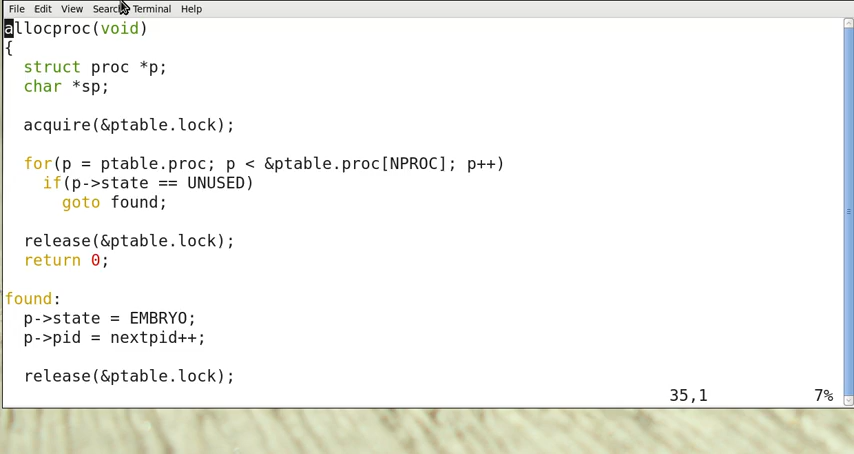 File Edit View Search Terminal Help
allocproc(void)
{
  struct proc *p;
  char *sp;

  acquire(&ptable.lock);

  for(p = ptable.proc; p < &ptable.proc[NPROC]; p++)
    if(p->state == UNUSED)
      goto found;

  release(&ptable.lock);
  return 0;

found:
  p->state = EMBRYO;
  p->pid = nextpid++;

  release(&ptable.lock);
35,1 7%